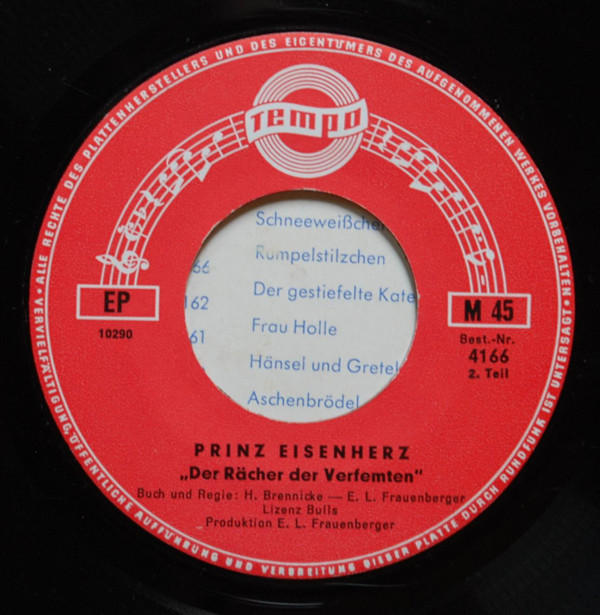 • ALLE RECHTE DES PLATTENHERSTELLERS UND DES EIGENTÜMERS DES AUFGENOMMENEN WERKES VORBEHALTEN •
Tempo
EP
10290
M 45
Best.-Nr.
4166
2. Teil
Schneeweißche
Rumpelstilzchen
66
Der gestiefelte Kate
162
Frau Holle
61
Hänsel und Gretel
Aschenbrödel
PRINZ EISENHERZ
„Der Rächer der Verfemten"
Buch und Regie: H. Brennicke — E. L. Frauenberger
Lizenz Bulls
Produktion E. L. Frauenberger
VERVIELFÄLTIGUNG, ÖFFENTLICHE AUFFÜHRUNG UND VERBREITUNG DIESER PLATTE DURCH RUNDFUNK IST UNTERSAGT •